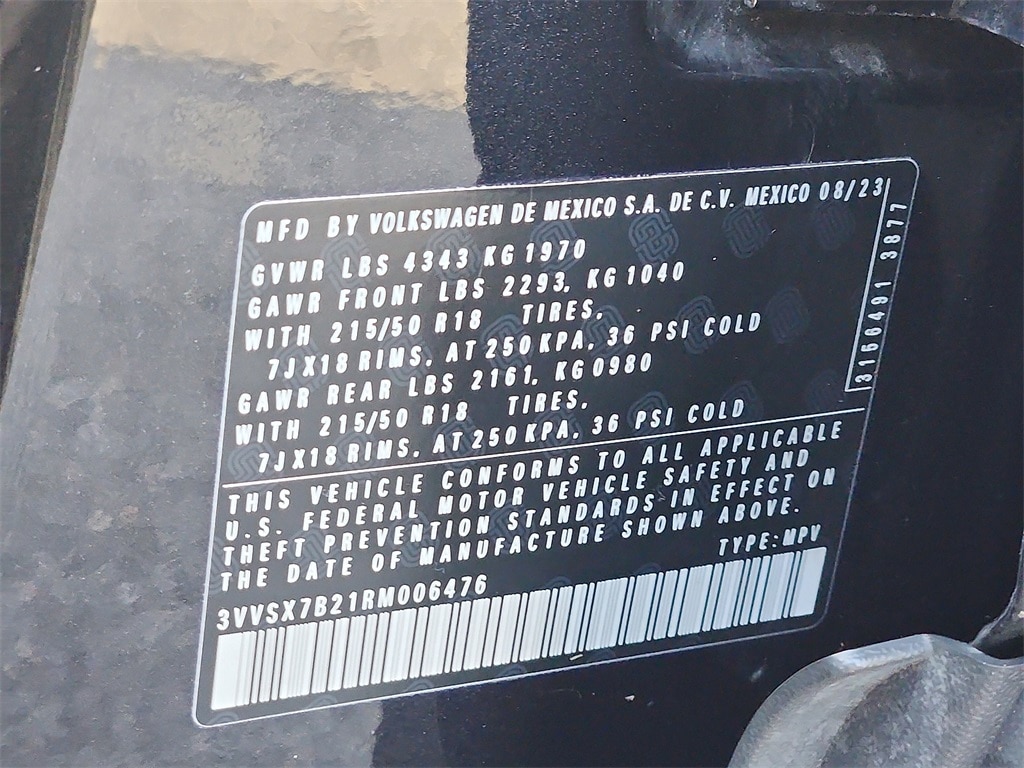 MFD BY VOLKSWAGEN DE MEXICO S.A. DE C.V. MEXICO 08/23
GVWR LBS 4343 KG 1970
GAWR FRONT LBS 2293, KG 1040
WITH 215/50 R18 TIRES,
7JX18 RIMS, AT 250 KPA, 36 PSI COLD
GAWR REAR LBS 2161, KG 0980
WITH 215/50 R18 TIRES,
7JX18 RIMS, AT 250 KPA, 36 PSI COLD
3156491 3877
THIS VEHICLE CONFORMS TO ALL APPLICABLE
U.S. FEDERAL MOTOR VEHICLE SAFETY AND
THEFT PREVENTION STANDARDS IN EFFECT ON
THE DATE OF MANUFACTURE SHOWN ABOVE.
TYPE: MPV
3VVSX7B21RM006476